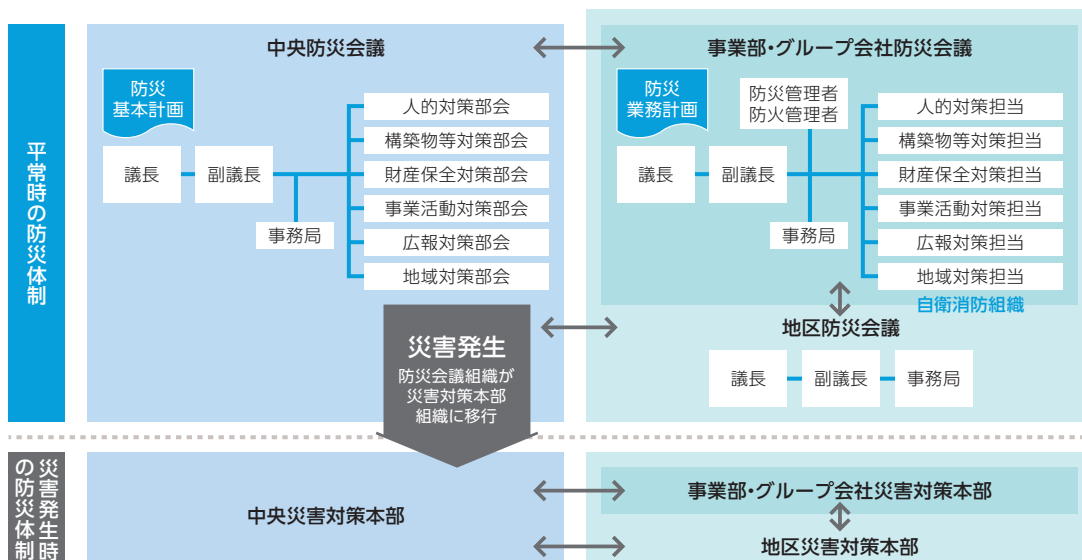 平常時の防災体制
中央防災会議
防災
基本計画
議長
副議長
事務局
人的対策部会
構築物等対策部会
財産保全対策部会
事業活動対策部会
広報対策部会
地域対策部会
事業部・グループ会社防災会議
防災
業務計画
防災管理者
防火管理者
議長
副議長
事務局
人的対策担当
構築物等対策担当
財産保全対策担当
事業活動対策担当
広報対策担当
地域対策担当
自衛消防組織
地区防災会議
議長
副議長
事務局
災害発生
防災会議組織が
災害対策本部
組織に移行
災害発生時
の防災体制
中央災害対策本部
事業部・グループ会社災害対策本部
地区災害対策本部